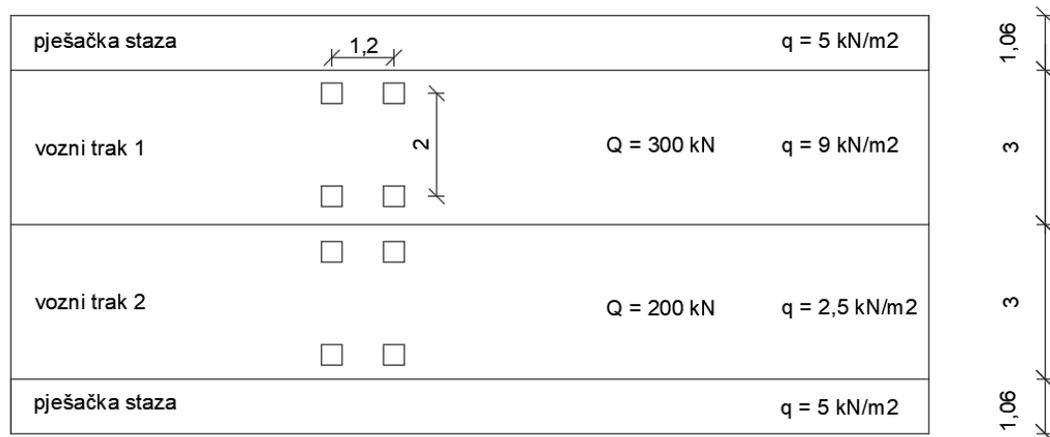 pješačka staza
q = 5 kN/m2
1,06
1,2
vozni trak 1
2
Q = 300 kN
q = 9 kN/m2
3
vozni trak 2
Q = 200 kN
q = 2,5 kN/m2
3
pješačka staza
q = 5 kN/m2
1,06